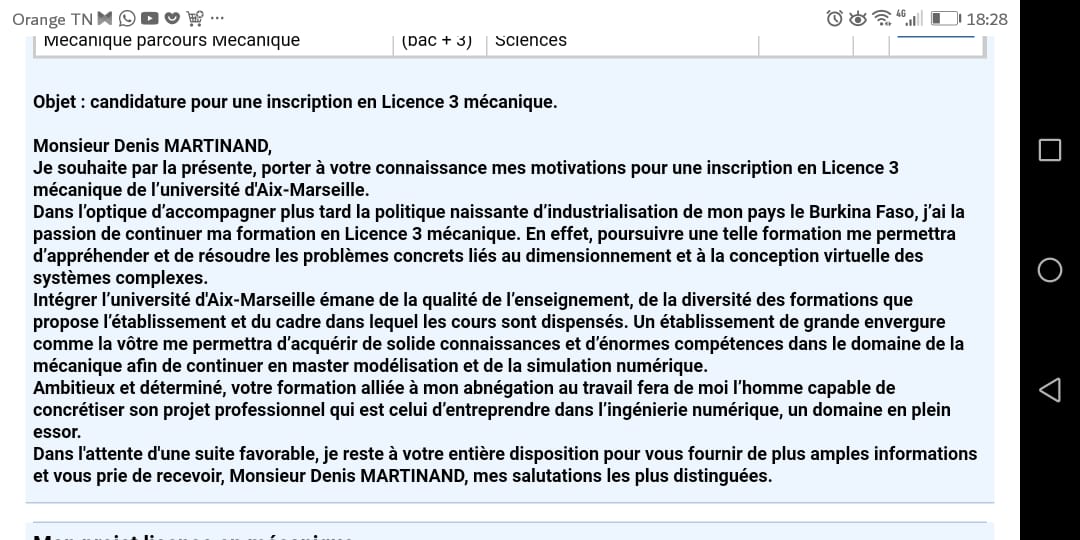 Orange TN
4G
18:28
Mécanique parcours Mécanique (bac + 3) Sciences
Objet : candidature pour une inscription en Licence 3 mécanique.
Monsieur Denis MARTINAND,
Je souhaite par la présente, porter à votre connaissance mes motivations pour une inscription en Licence 3
mécanique de l’université d'Aix-Marseille.
Dans l’optique d’accompagner plus tard la politique naissante d’industrialisation de mon pays le Burkina Faso, j’ai la
passion de continuer ma formation en Licence 3 mécanique. En effet, poursuivre une telle formation me permettra
d’appréhender et de résoudre les problèmes concrets liés au dimensionnement et à la conception virtuelle des
systèmes complexes.
Intégrer l’université d'Aix-Marseille émane de la qualité de l’enseignement, de la diversité des formations que
propose l’établissement et du cadre dans lequel les cours sont dispensés. Un établissement de grande envergure
comme la vôtre me permettra d’acquérir de solide connaissances et d’énormes compétences dans le domaine de la
mécanique afin de continuer en master modélisation et de la simulation numérique.
Ambitieux et déterminé, votre formation alliée à mon abnégation au travail fera de moi l’homme capable de
concrétiser son projet professionnel qui est celui d’entreprendre dans l’ingénierie numérique, un domaine en plein
essor.
Dans l'attente d'une suite favorable, je reste à votre entière disposition pour vous fournir de plus amples informations
et vous prie de recevoir, Monsieur Denis MARTINAND, mes salutations les plus distinguées.